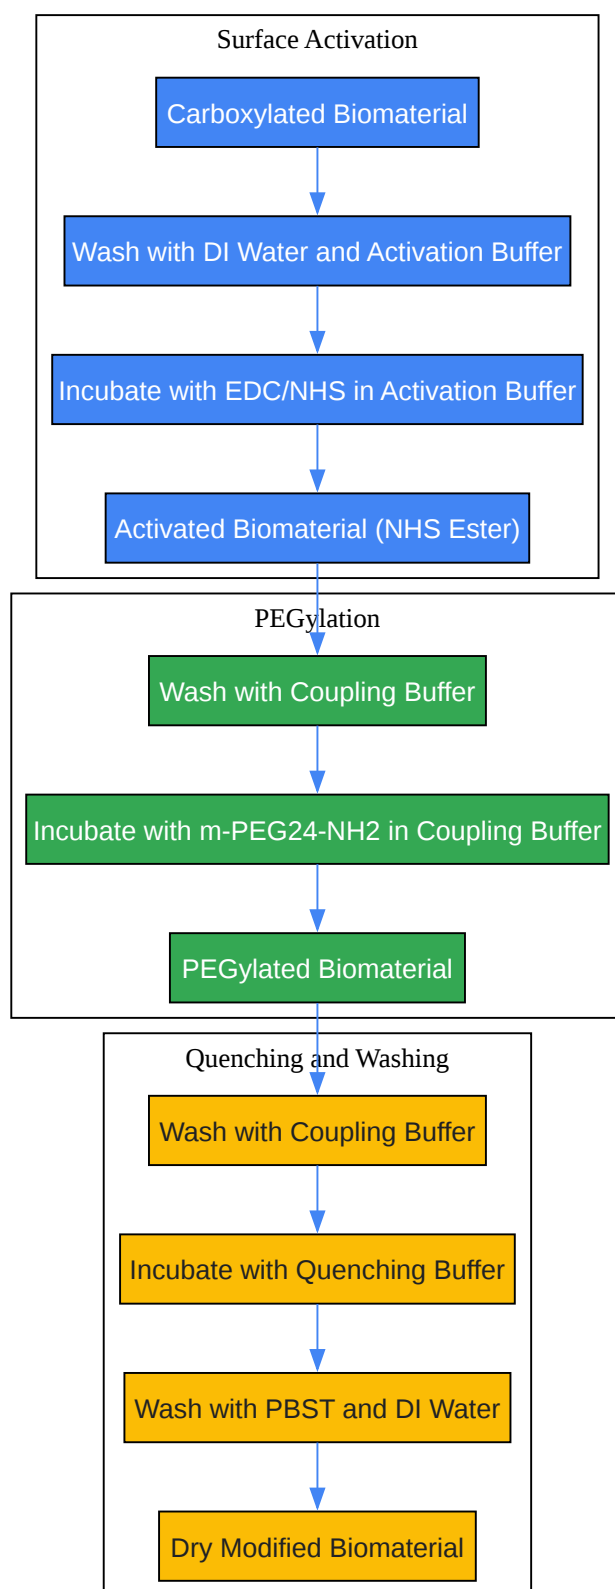 Surface Activation
Carboxylated Biomaterial
Wash with DI Water and Activation Buffer
Incubate with EDC/NHS in Activation Buffer
Activated Biomaterial (NHS Ester)
PEGylation
Wash with Coupling Buffer
Incubate with m-PEG24-NH2 in Coupling Buffer
PEGylated Biomaterial
Quenching and Washing
Wash with Coupling Buffer
Incubate with Quenching Buffer
Wash with PBST and DI Water
Dry Modified Biomaterial